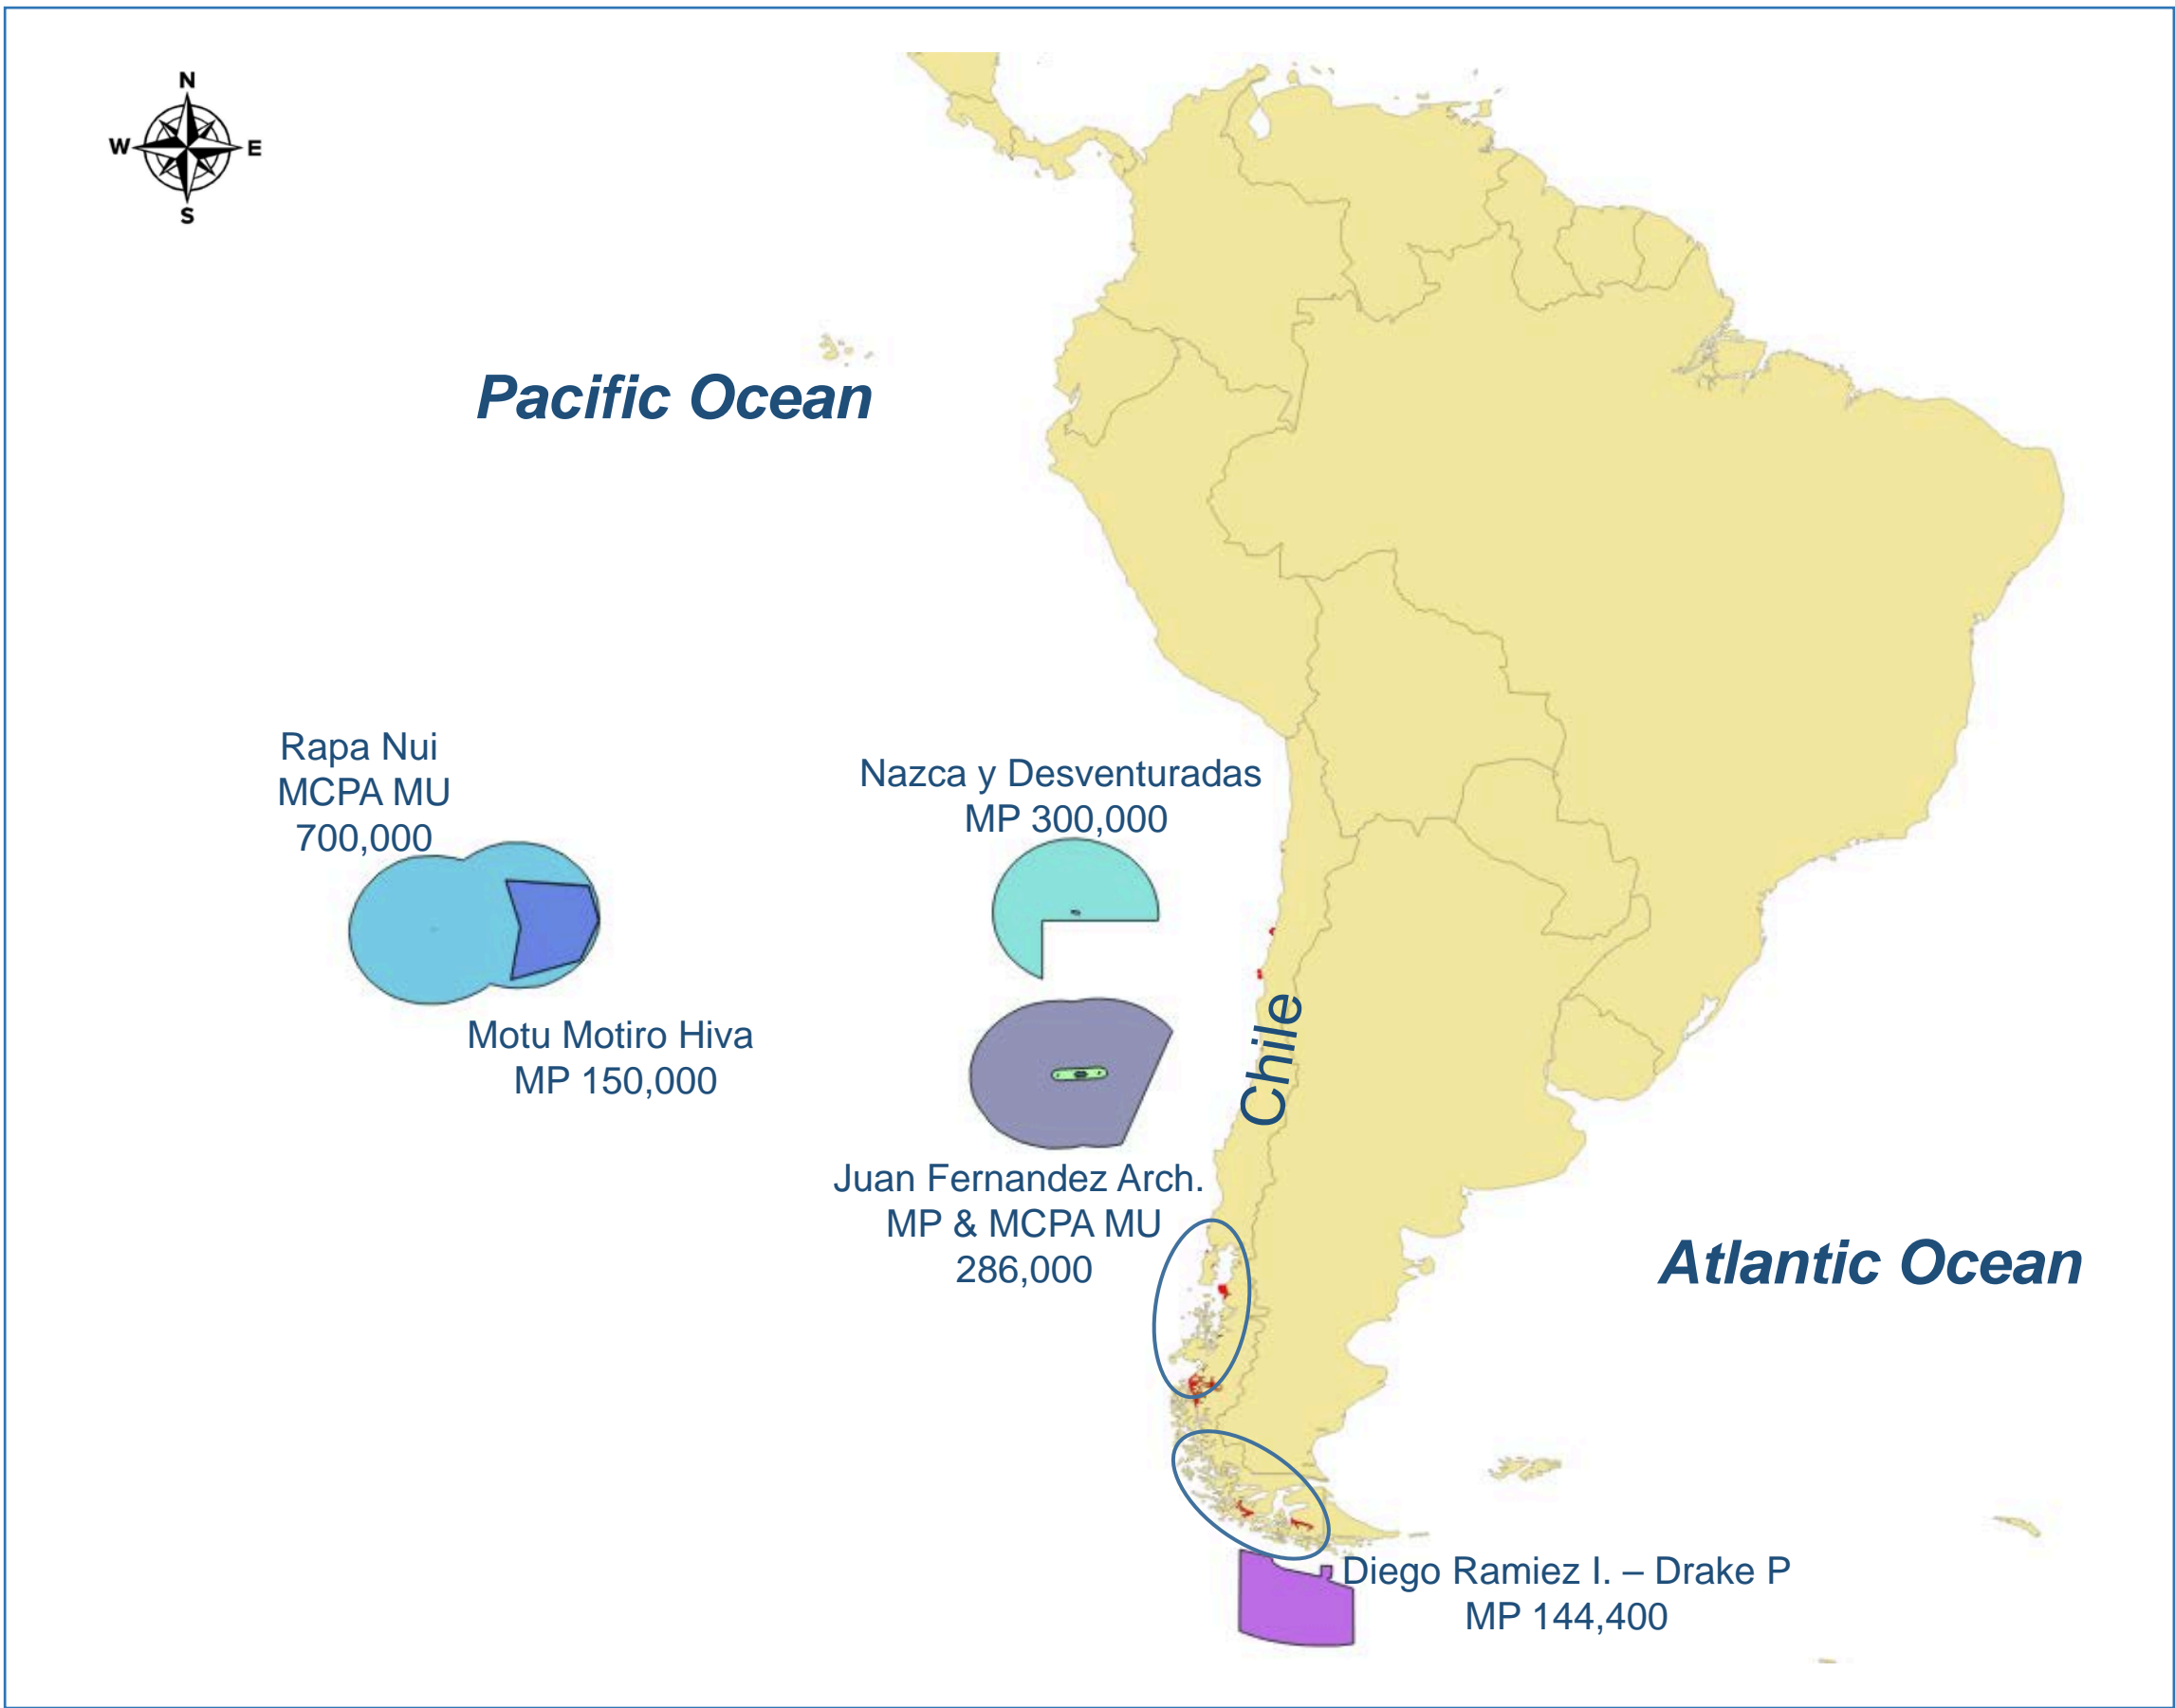 N
W
E
S
Pacific Ocean
Rapa Nui
MCPA MU
700,000
Nazca y Desventuradas
MP 300,000
Motu Motiro Hiva
MP 150,000
Chile
Juan Fernandez Arch.
MP & MCPA MU
286,000
Atlantic Ocean
Diego Ramiez I. – Drake P
MP 144,400